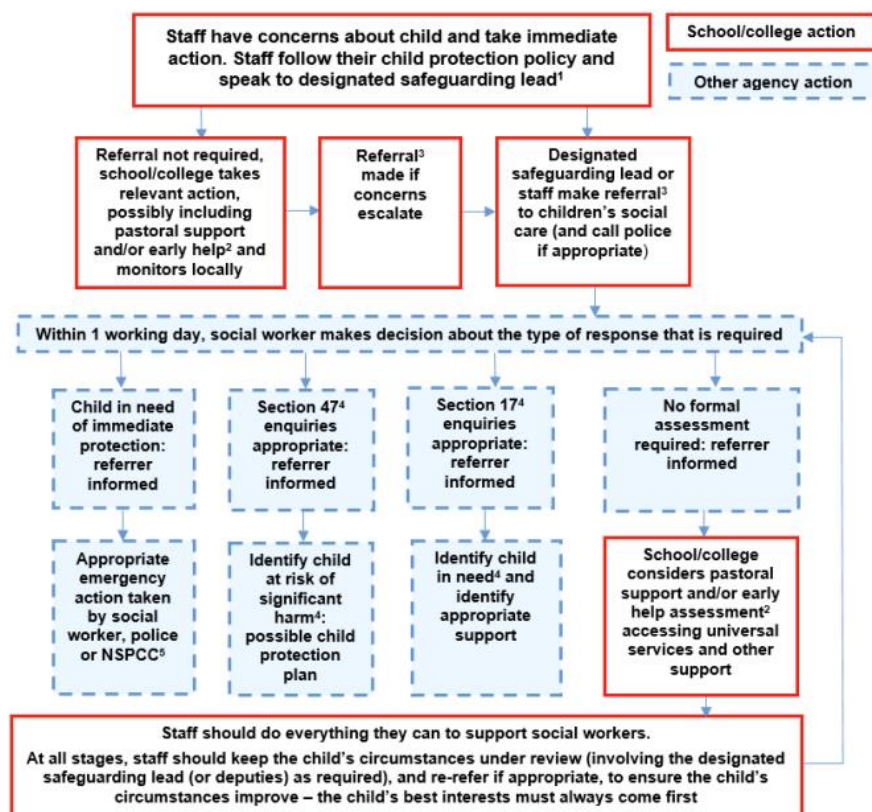 Staff have concerns about child and take immediate
action. Staff follow their child protection policy and
speak to designated safeguarding lead¹
School/college action
Other agency action
Referral not required,
school/college takes
relevant action,
possibly including
pastoral support
and/or early help² and
monitors locally
Referral³
made if
concerns
escalate
Designated
safeguarding lead or
staff make referral³
to children’s social
care (and call police
if appropriate)
Within 1 working day, social worker makes decision about the type of response that is required
Child in need
of immediate
protection:
referrer
informed
Section 47⁴
enquiries
appropriate:
referrer
informed
Section 17⁴
enquiries
appropriate:
referrer
informed
No formal
assessment
required: referrer
informed
Appropriate
emergency
action taken
by social
worker, police
or NSPCC⁵
Identify child
at risk of
significant
harm⁴:
possible child
protection
plan
Identify child
in need⁴ and
identify
appropriate
support
School/college
considers pastoral
support and/or early
help assessment²
accessing universal
services and other
support
Staff should do everything they can to support social workers.
At all stages, staff should keep the child’s circumstances under review (involving the designated
safeguarding lead (or deputies) as required), and re-refer if appropriate, to ensure the child’s
circumstances improve – the child’s best interests must always come first